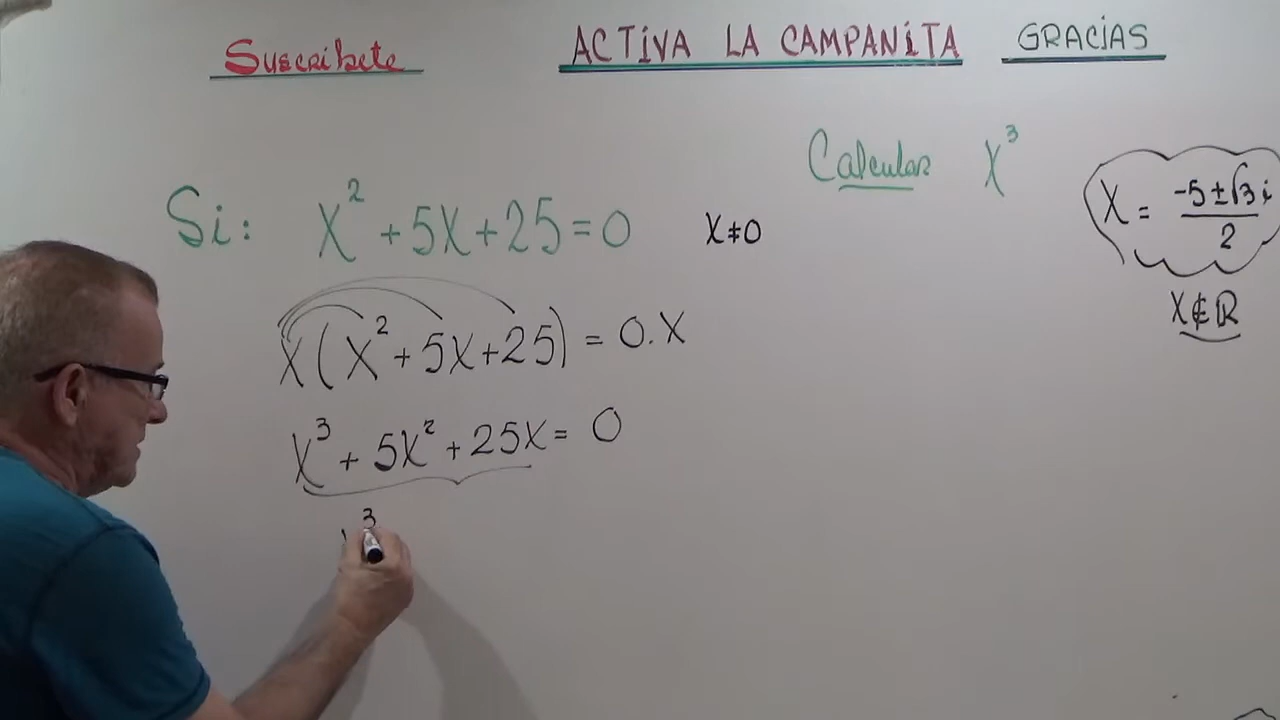 Suscribete ACTIVA LA CAMPANiTA GRACiAS
Calcular X³
Si: X² + 5X + 25 = 0 X ≠ 0
X = (-5 ± √3 i) / 2
X ∉ ℝ
X(X² + 5X + 25) = 0.X
X³ + 5X² + 25X = 0
3